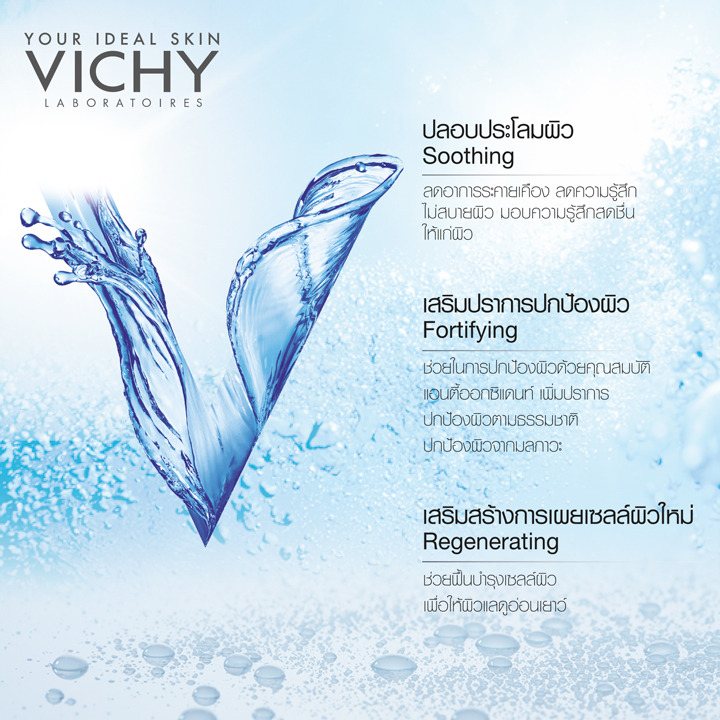 YOUR IDEAL SKIN
VICHY
LABORATOIRES
ปลอบประโลมผิว
Soothing
ลดอาการระคายเคือง ลดความรู้สึก
ไม่สบายผิว มอบความรู้สึกสดชื่น
ให้แก่ผิว
เสริมปราการปกป้องผิว
Fortifying
ช่วยในการปกป้องผิวด้วยคุณสมบัติ
แอนตี้ออกซิแดนท์ เพิ่มปราการ
ปกป้องผิวตามธรรมชาติ
ปกป้องผิวจากมลภาวะ
เสริมสร้างการเผยเซลล์ผิวใหม่
Regenerating
ช่วยฟื้นบำรุงเซลล์ผิว
เพื่อให้ผิวแลดูอ่อนเยาว์